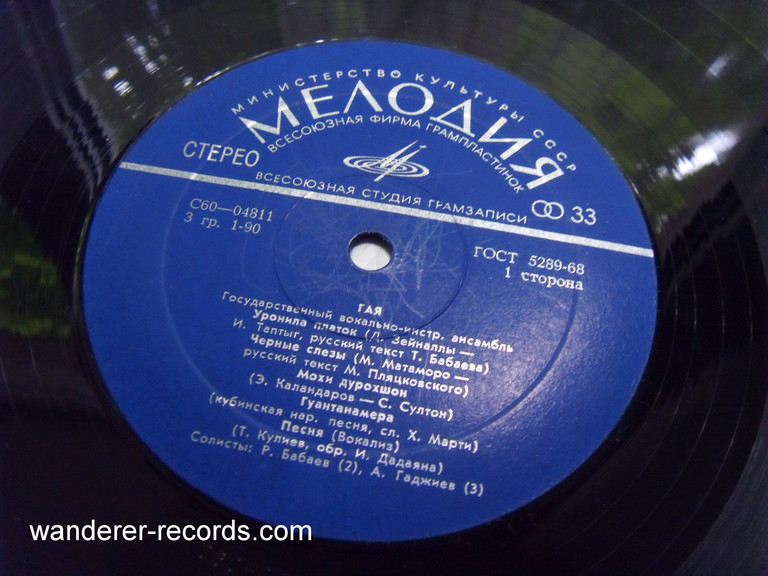 МИНИСТЕРСТВО КУЛЬТУРЫ СССР
МЕЛОДИЯ
ВСЕСОЮЗНАЯ ФИРМА ГРАМПЛАСТИНОК
СТЕРЕО
ВСЕСОЮЗНАЯ СТУДИЯ ГРАМЗАПИСИ
33
С60—04811
3 гр. 1-90
ГОСТ 5289-68
1 сторона
ГАЯ
Государственный вокально-инстр. ансамбль
Уронила платок (Л. Зейналлы —
И. Таптыг, русский текст Т. Бабаева)
Черные слезы (М. Матаморо —
русский текст М. Пляцковского)
Мохи дурохшон
(Э. Каландаров — С. Султон)
Гуантанамера
(кубинская нар. песня, сл. Х. Марти)
Песня (Вокализ)
(Т. Кулиев, обр. И. Дадаяна)
Солисты: Р. Бабаев (2), А. Гаджиев (3)
wanderer-records.com